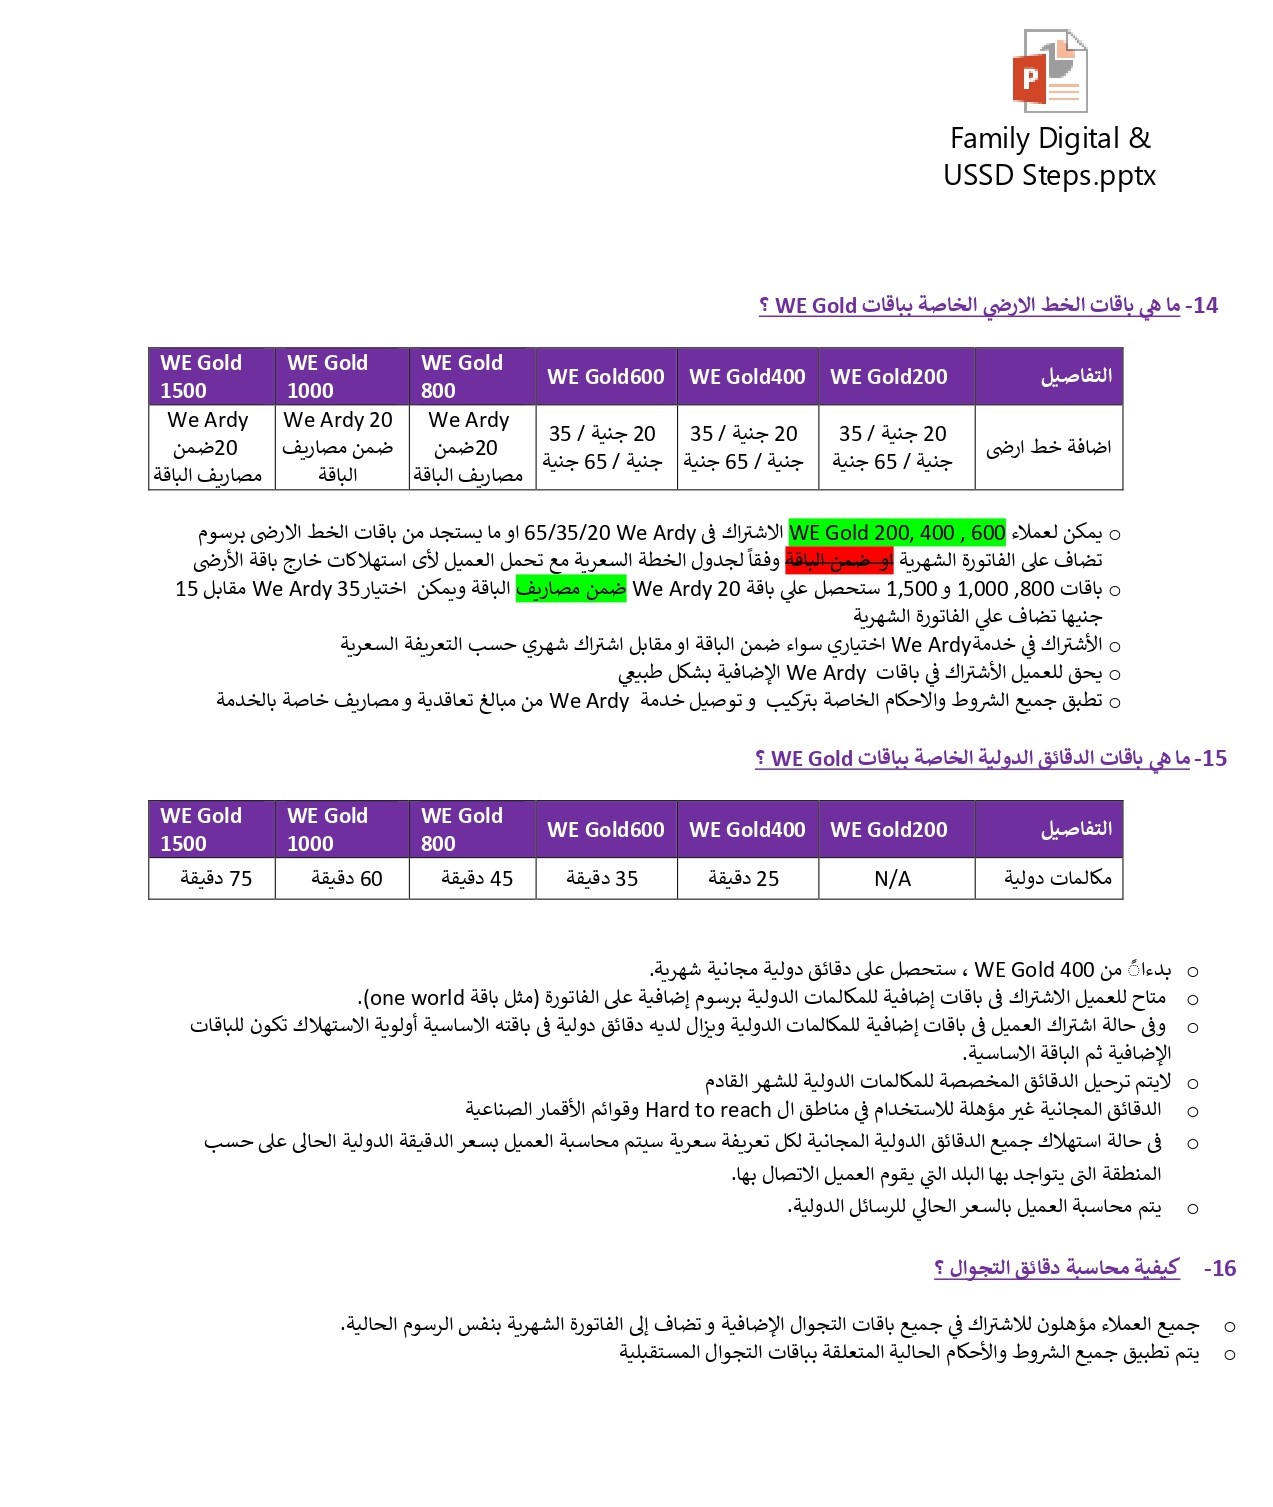 Family Digital &
USSD Steps.pptx
14- ما هي باقات الخط الارضي الخاصة بباقات WE Gold ؟
التفاصيل WE Gold200 WE Gold400 WE Gold600 WE Gold 800 WE Gold 1000 WE Gold 1500
اضافة خط ارضى 20 جنية / 35 جنية / 65 جنية 20 جنية / 35 جنية / 65 جنية 20 جنية / 35 جنية / 65 جنية We Ardy 20ضمن مصاريف الباقة We Ardy 20 ضمن مصاريف الباقة We Ardy 20ضمن مصاريف الباقة
o يمكن لعملاء WE Gold 200, 400 , 600 الاشتراك فى We Ardy 65/35/20 او ما يستجد من باقات الخط الارضى برسوم
تضاف على الفاتورة الشهرية او ضمن الباقة وفقاً لجدول الخطة السعرية مع تحمل العميل لأى استهلاكات خارج باقة الأرضى
o باقات 800, 1,000 و 1,500 ستحصل علي باقة We Ardy 20 ضمن مصاريف الباقة ويمكن اختيار We Ardy 35 مقابل 15
جنيها تضاف علي الفاتورة الشهرية
o الأشتراك في خدمة We Ardy اختياري سواء ضمن الباقة او مقابل اشتراك شهري حسب التعريفة السعرية
o يحق للعميل الأشتراك في باقات We Ardy الإضافية بشكل طبيعي
o تطبق جميع الشروط والاحكام الخاصة بتركيب و توصيل خدمة We Ardy من مبالغ تعاقدية و مصاريف خاصة بالخدمة
15- ما هي باقات الدقائق الدولية الخاصة بباقات WE Gold ؟
التفاصيل WE Gold200 WE Gold400 WE Gold600 WE Gold 800 WE Gold 1000 WE Gold 1500
مكالمات دولية N/A 25 دقيقة 35 دقيقة 45 دقيقة 60 دقيقة 75 دقيقة
o بدءاً من WE Gold 400 ، ستحصل على دقائق دولية مجانية شهرية.
o متاح للعميل الاشتراك فى باقات إضافية للمكالمات الدولية برسوم إضافية على الفاتورة (مثل باقة one world).
o وفى حالة اشتراك العميل فى باقات إضافية للمكالمات الدولية ويزال لديه دقائق دولية فى باقته الاساسية أولوية الاستهلاك تكون للباقات
الإضافية ثم الباقة الاساسية.
o لايتم ترحيل الدقائق المخصصة للمكالمات الدولية للشهر القادم
o الدقائق المجانية غير مؤهلة للاستخدام في مناطق ال Hard to reach وقوائم الأقمار الصناعية
o فى حالة استهلاك جميع الدقائق الدولية المجانية لكل تعريفة سعرية سيتم محاسبة العميل بسعر الدقيقة الدولية الحالى على حسب
المنطقة التى يتواجد بها البلد التي يقوم العميل الاتصال بها.
o يتم محاسبة العميل بالسعر الحالي للرسائل الدولية.
16- كيفية محاسبة دقائق التجوال ؟
o جميع العملاء مؤهلون للاشتراك في جميع باقات التجوال الإضافية و تضاف إلى الفاتورة الشهرية بنفس الرسوم الحالية.
o يتم تطبيق جميع الشروط والأحكام الحالية المتعلقة بباقات التجوال المستقبلية